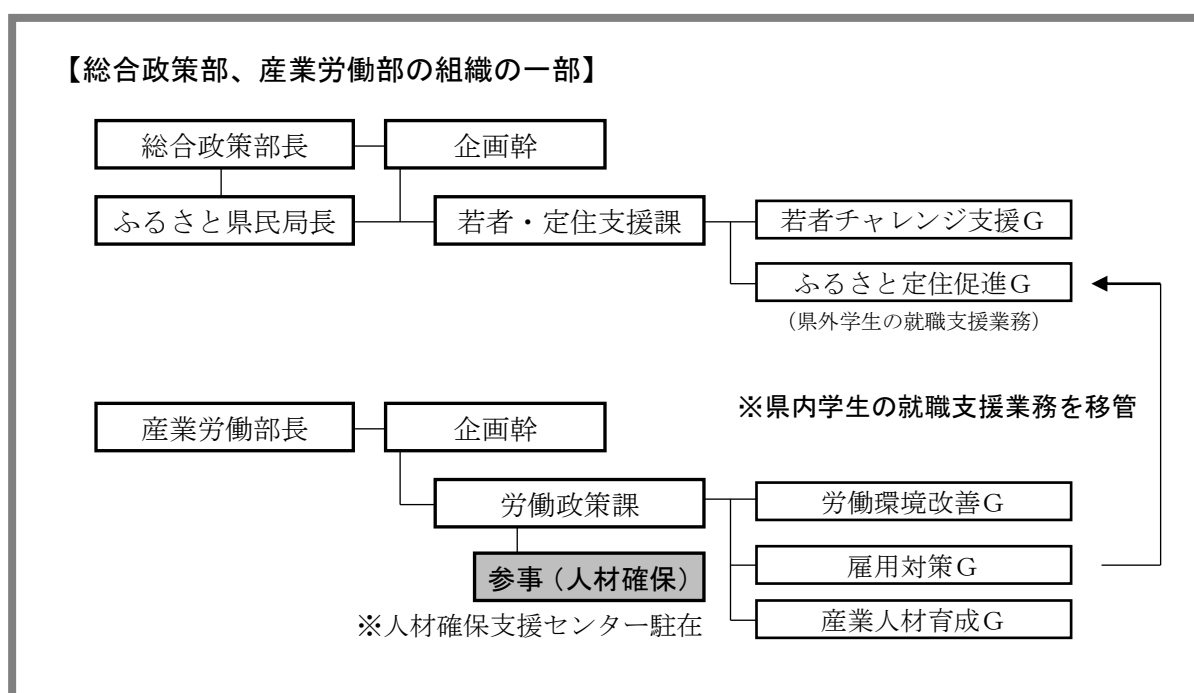 【総合政策部、産業労働部の組織の一部】
総合政策部長
企画幹
ふるさと県民局長
若者・定住支援課
若者チャレンジ支援G
ふるさと定住促進G
(県外学生の就職支援業務)
※県内学生の就職支援業務を移管
産業労働部長
企画幹
労働政策課
労働環境改善G
参事(人材確保)
雇用対策G
※人材確保支援センター駐在
産業人材育成G